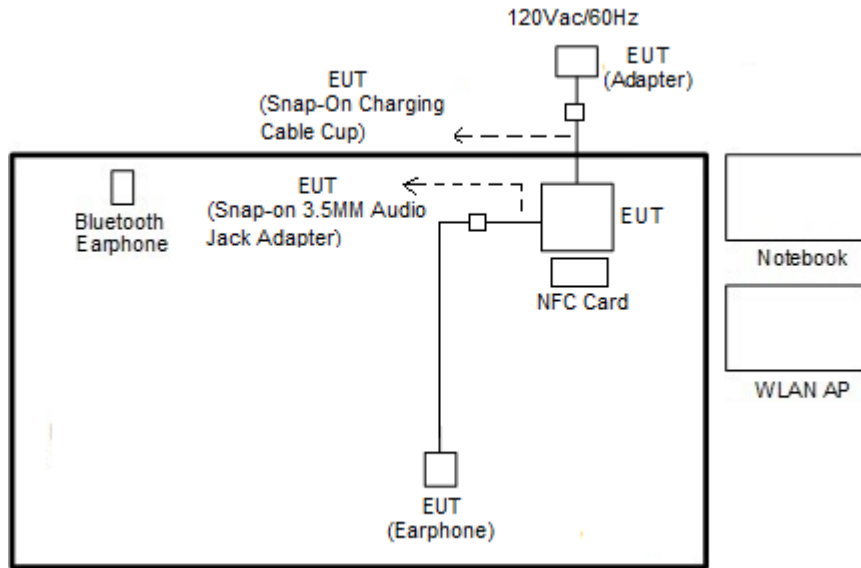 120Vac/60Hz
EUT
(Adapter)
EUT
(Snap-On Charging
Cable Cup)
EUT
(Snap-on 3.5MM Audio
Jack Adapter)
Bluetooth
Earphone
EUT
NFC Card
Notebook
WLAN AP
EUT
(Earphone)